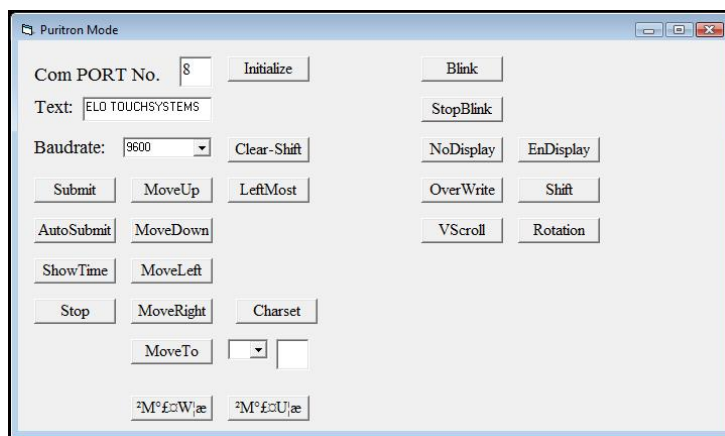 Puritron Mode
Com PORT No. 8 Initialize Blink
Text: ELO TOUCHSYSTEMS StopBlink
Baudrate: 9600 Clear-Shift NoDisplay EnDisplay
Submit MoveUp LeftMost OverWrite Shift
AutoSubmit MoveDown VScroll Rotation
ShowTime MoveLeft
Stop MoveRight Charset
MoveTo
²M°£¤W¦æ ²M°£¤U¦æ